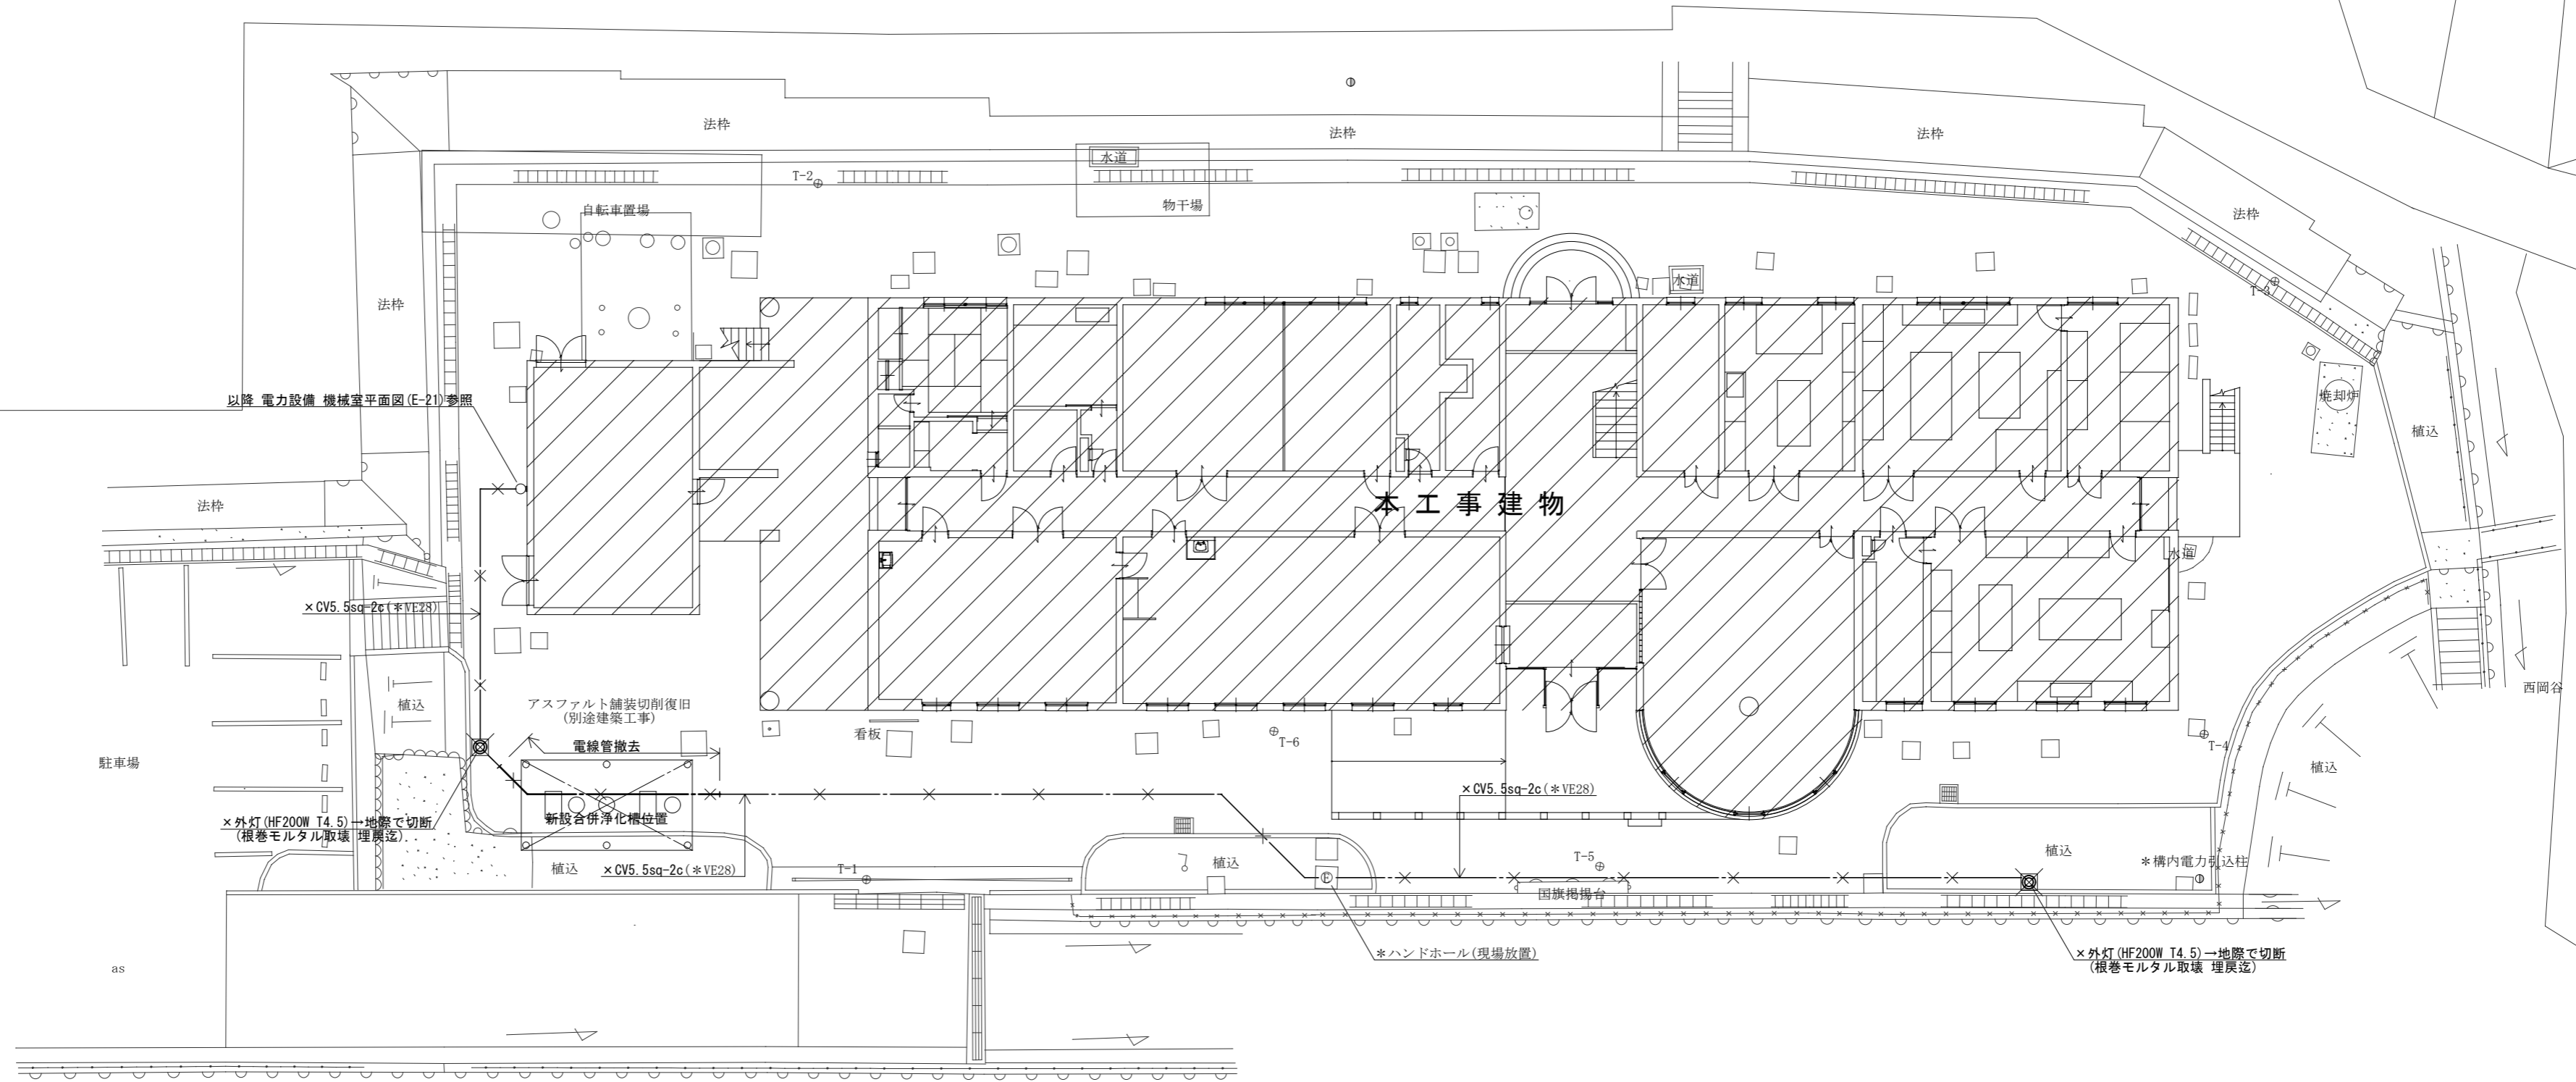 法枠
法枠
法枠
水道
T-2
自転車置場
物干場
法枠
水道
T-3
法枠
以降 電力設備 機械室平面図(E-21)参照
焼却炉
植込
法枠
本工事建物
水道
×CV5.5sq-2c(＊VE28)
西岡谷
植込
アスファルト舗装切削復旧
(別途建築工事)
看板
T-6
T-4
電線管撤去
駐車場
植込
×CV5.5sq-2c(＊VE28)
新設合併浄化槽位置
×外灯(HF200W T4.5)→地際で切断
(根巻モルタル取壊 埋戻迄)
植込
×CV5.5sq-2c(＊VE28)
T-1
植込
E
T-5
国旗掲揚台
植込
＊構内電力引込柱
＊ハンドホール(現場放置)
×外灯(HF200W T4.5)→地際で切断
(根巻モルタル取壊 埋戻迄)
as